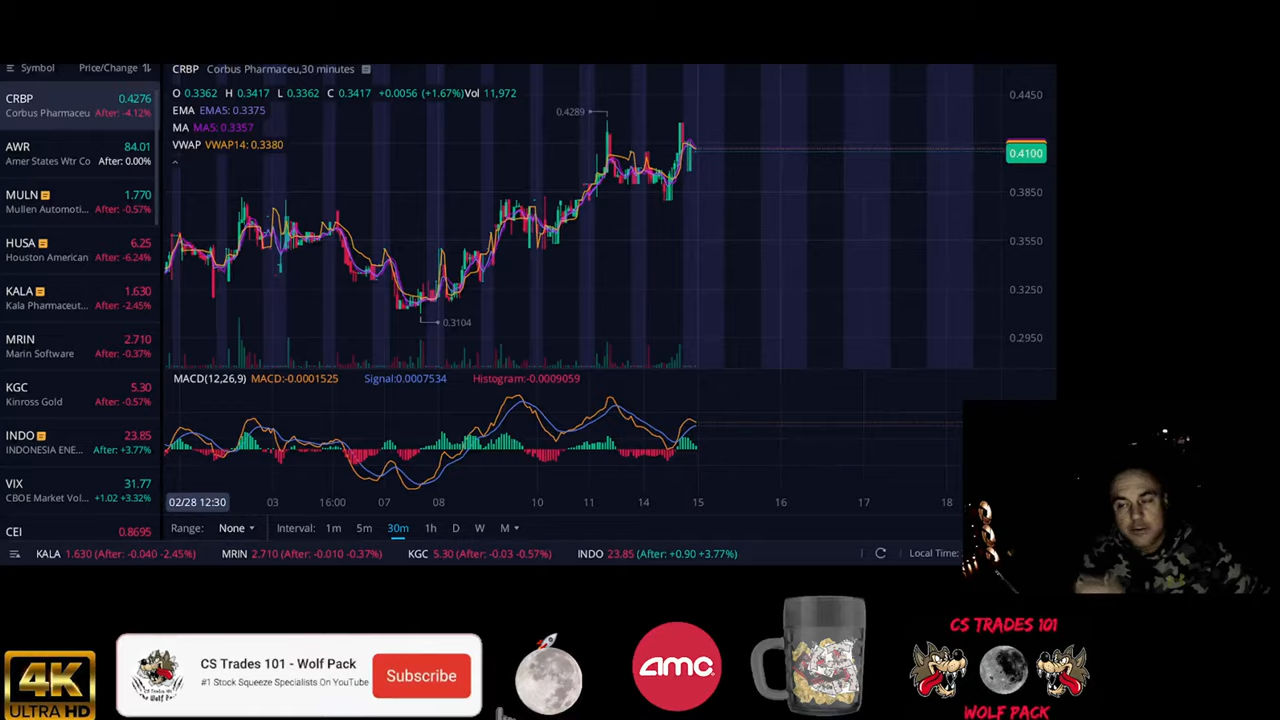 Symbol Price/Change
CRBP 0.4276
Corbus Pharmaceu After: -4.12%
AWR 84.01
Amer States Wtr Co After: 0.00%
MULN 1.770
Mullen Automoti... After: -0.57%
HUSA 6.25
Houston American After: -6.24%
KALA 1.630
Kala Pharmaceut... After: -2.45%
MRIN 2.710
Marin Software After: -0.37%
KGC 5.30
Kinross Gold After: -0.57%
INDO 23.85
INDONESIA ENE... After: +3.77%
VIX 31.77
CBOE Market Vol... +1.02 +3.32%
CEI 0.8695
CRBP Corbus Pharmaceu,30 minutes
O 0.3362 H 0.3417 L 0.3362 C 0.3417 +0.0056 (+1.67%)Vol 11,972
EMA EMA5: 0.3375
MA MA5: 0.3357
VWAP VWAP14: 0.3380
0.4289
0.3104
0.4450
0.4100
0.3850
0.3550
0.3250
0.2950
MACD(12,26,9) MACD:-0.0001525 Signal:0.0007534 Histogram:-0.0009059
02/28 12:30 03 16:00 07 08 10 11 14 15 16 17 18
Range: None Interval: 1m 5m 30m 1h D W M
KALA 1.630 (After: -0.040 -2.45%) MRIN 2.710 (After: -0.010 -0.37%) KGC 5.30 (After: -0.03 -0.57%) INDO 23.85 (After: +0.90 +3.77%) Local Time:
4K
ULTRA HD
CS Trades 101 - Wolf Pack
#1 Stock Squeeze Specialists On YouTube
Subscribe
amc
CS TRADES 101
WOLF PACK